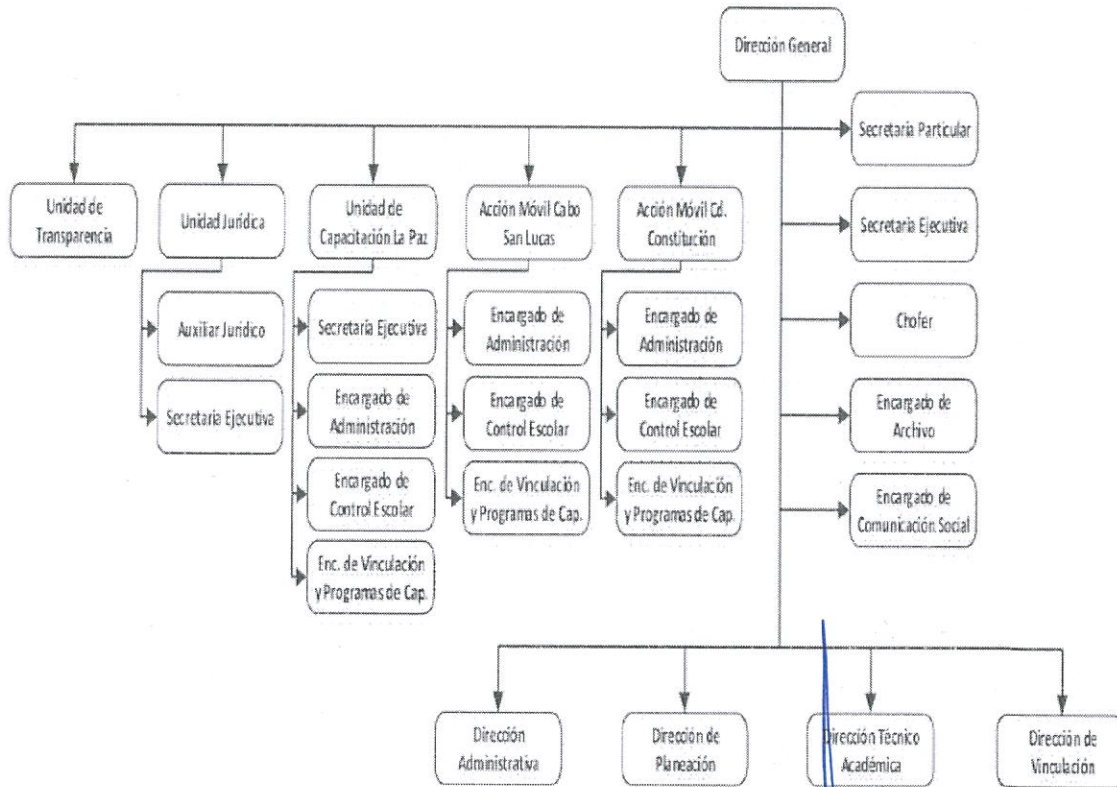 Dirección General
Secretaria Particular
Unidad de
Transparencia
Unidad Jurídica
Unidad de
Capacitación La Paz
Acción Móvil Cabo
San Lucas
Acción Móvil Cd.
Constitución
Secretaria Ejecutiva
Auxiliar Jurídico
Secretaría Ejecutiva
Encargado de
Administración
Encargado de
Administración
Chofer
Secretaria Ejecutiva
Encargado de
Administración
Encargado de
Control Escolar
Encargado de
Control Escolar
Encargado de
Archivo
Encargado de
Control Escolar
Enc. de Vinculación
y Programas de Cap.
Enc. de Vinculación
y Programas de Cap.
Encargado de
Comunicación Social
Enc. de Vinculación
y Programas de Cap.
Dirección
Administrativa
Dirección de
Planeación
Dirección Técnico
Académica
Dirección de
Vinculación